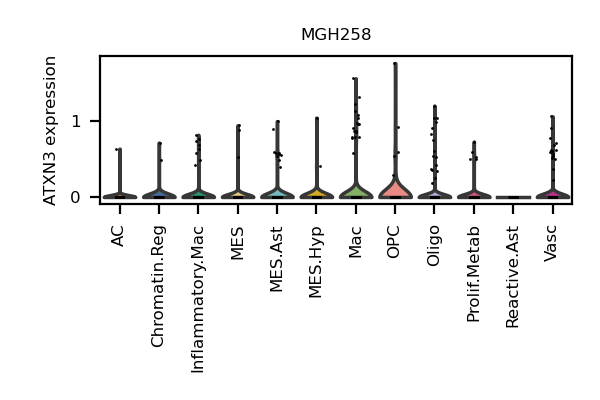 MGH258
ATXN3 expression
1
0
AC
Chromatin.Reg
Inflammatory.Mac
MES
MES.Ast
MES.Hyp
Mac
OPC
Oligo
Prolif.Metab
Reactive.Ast
Vasc